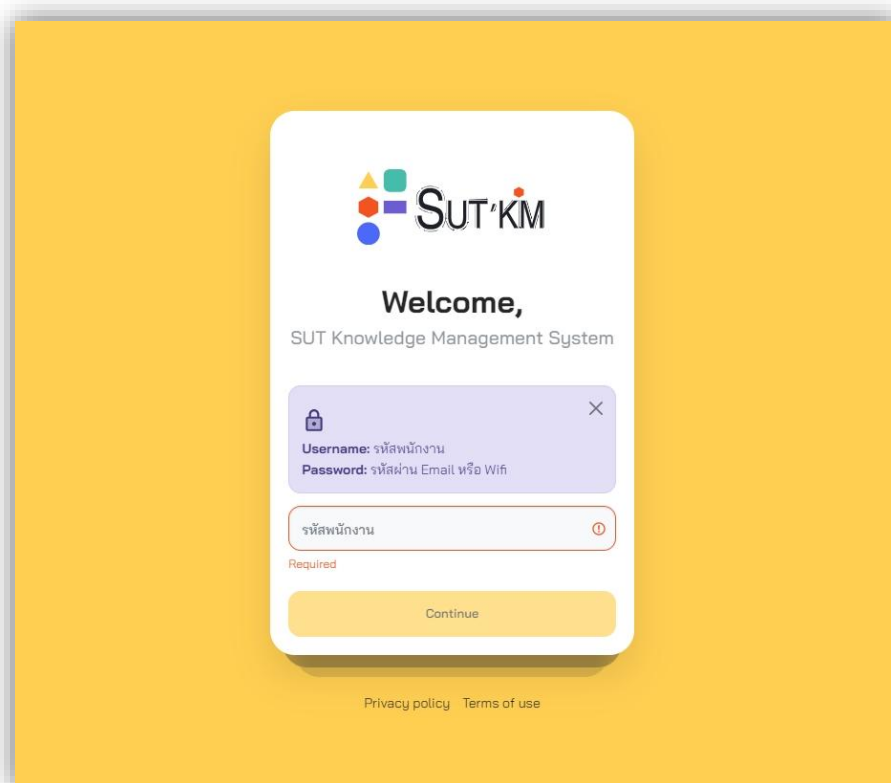 SUT'KM
Welcome,
SUT Knowledge Management System
Username: รหัสพนักงาน
Password: รหัสผ่าน Email หรือ Wifi
รหัสพนักงาน
Required
Continue
Privacy policy Terms of use